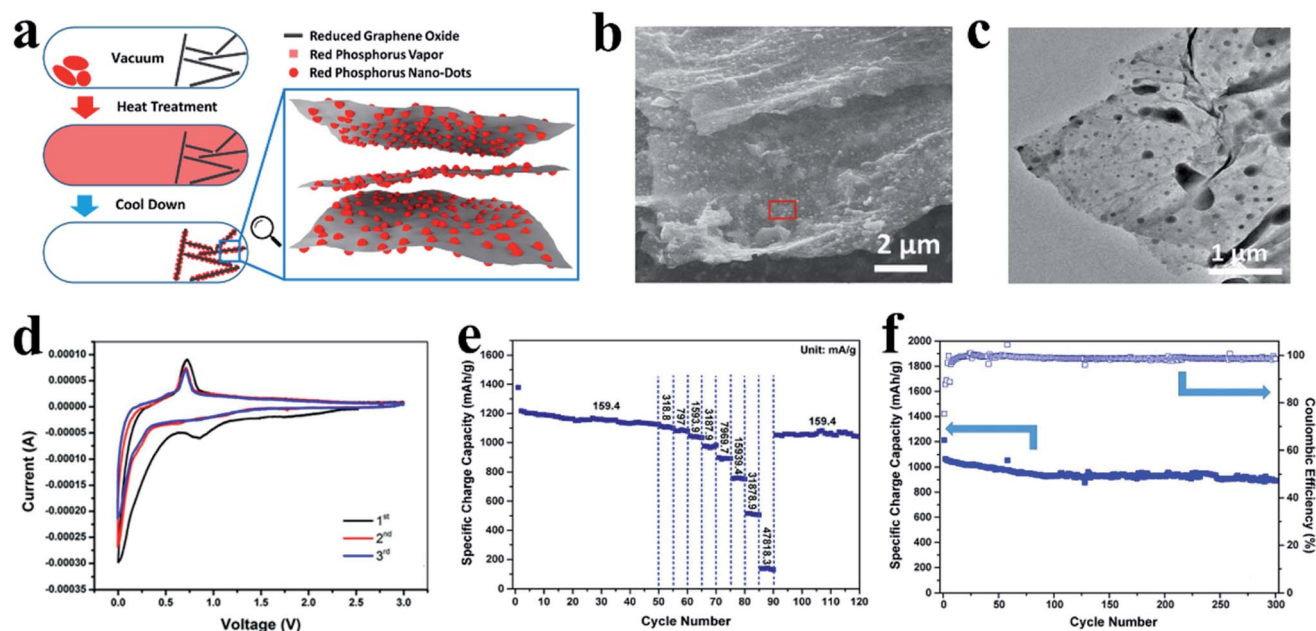 a
Vacuum
Heat Treatment
Cool Down
Reduced Graphene Oxide
Red Phosphorus Vapor
Red Phosphorus Nano-Dots
b
2 µm
c
1 µm
d
Current (A)
0.00010
0.00005
0.00000
-0.00005
-0.00010
-0.00015
-0.00020
-0.00025
-0.00030
-0.00035
1st
2nd
3rd
0.0 0.5 1.0 1.5 2.0 2.5 3.0
Voltage (V)
e
Specific Charge Capacity (mAh/g)
1600
1400
1200
1000
800
600
400
200
0
Unit: mA/g
159.4
318.8
797
1593.9
3187.9
7969.7
15939.4
31878.9
47818.3
159.4
0 10 20 30 40 50 60 70 80 90 100 110 120
Cycle Number
f
Specific Charge Capacity (mAh/g)
2000
1800
1600
1400
1200
1000
800
600
400
200
0
100
80
60
40
20
0
Coulombic Efficiency (%)
0 50 100 150 200 250 300
Cycle Number